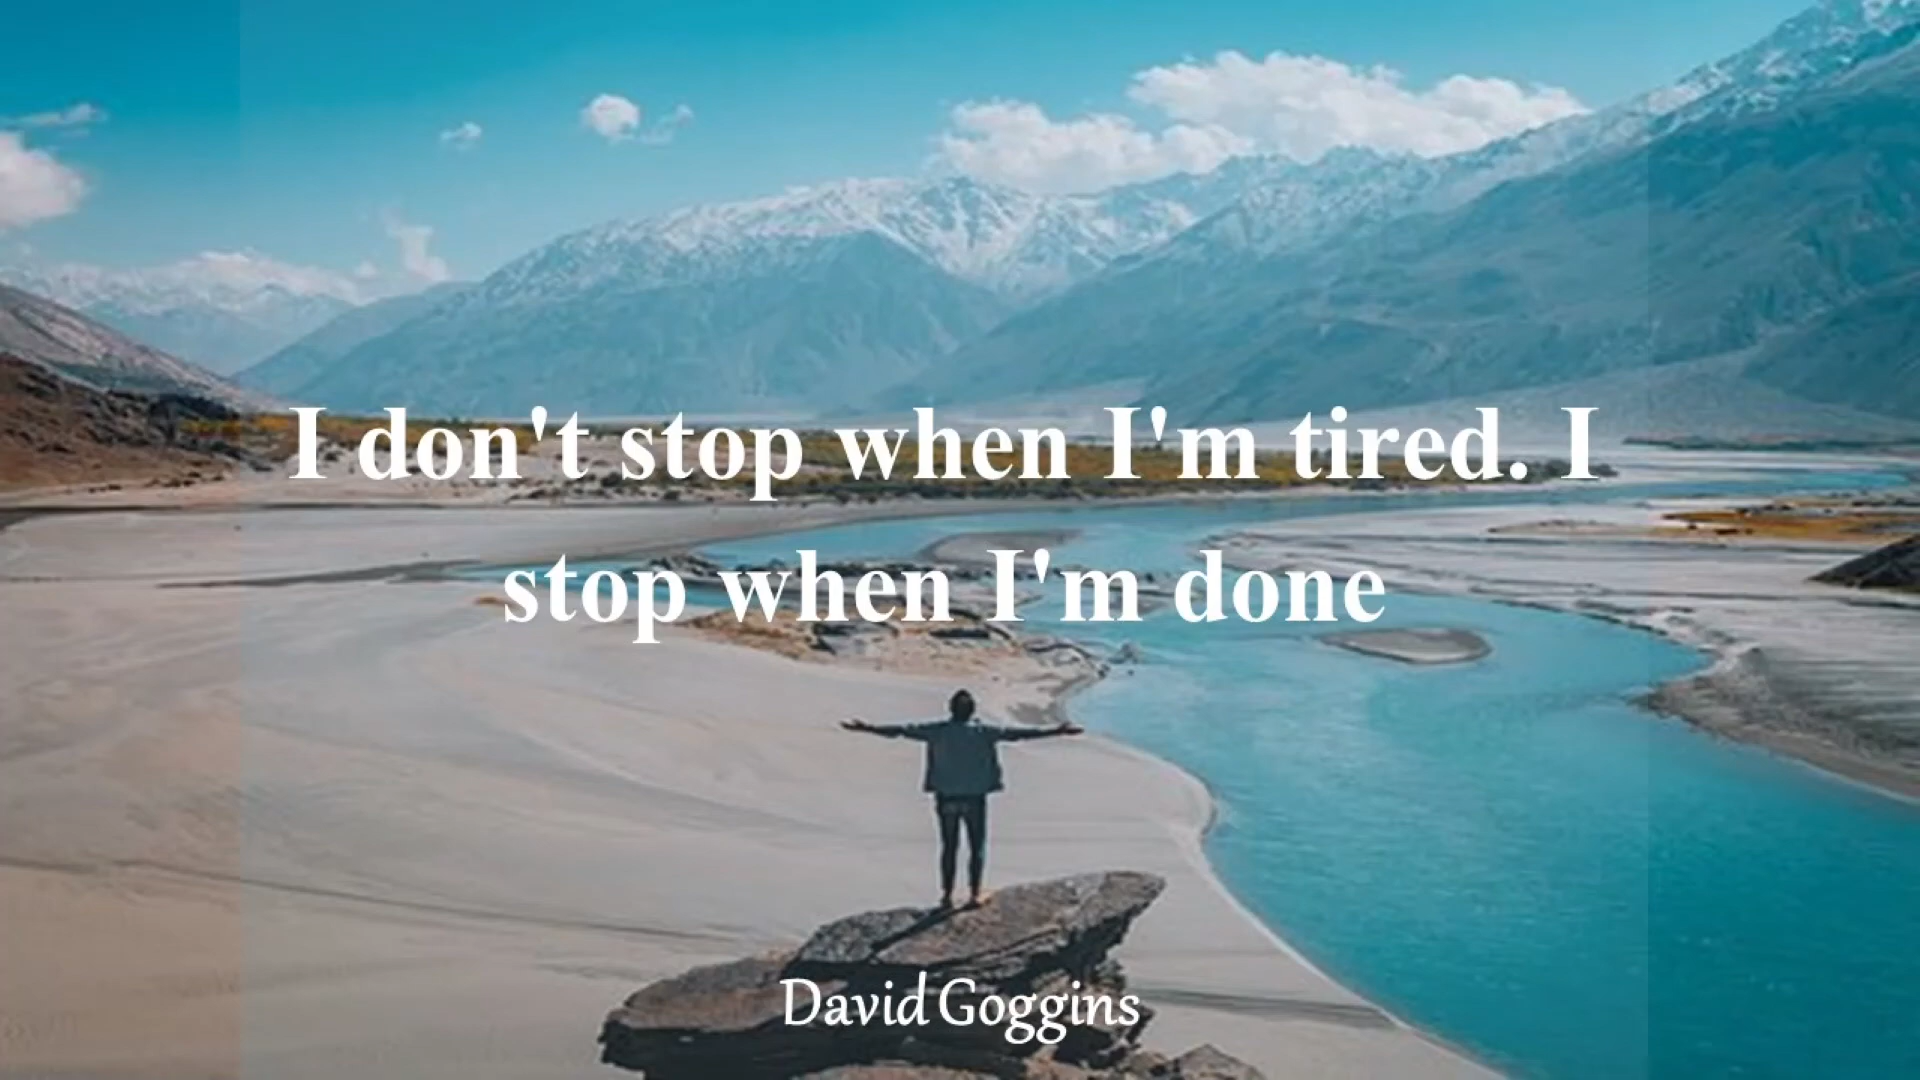 I don't stop when I'm tired. I
stop when I'm done
David Goggins